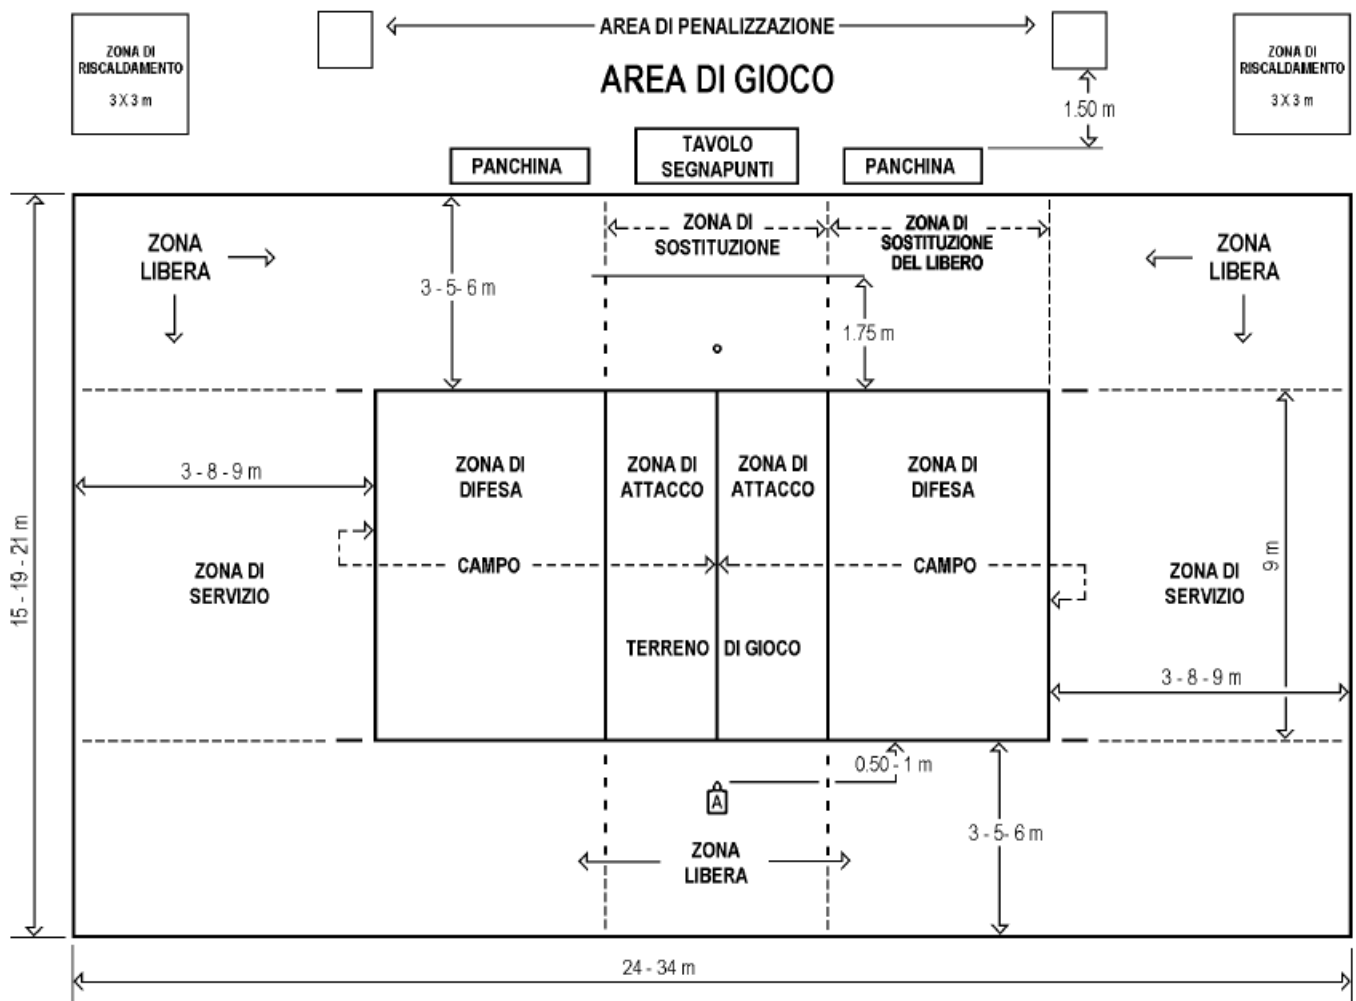 AREA DI PENALIZZAZIONE
ZONA DI
RISCALDAMENTO
3 X 3 m
ZONA DI
RISCALDAMENTO
3 X 3 m
AREA DI GIOCO
1.50 m
PANCHINA
TAVOLO
SEGNAPUNTI
PANCHINA
ZONA
LIBERA
ZONA DI
SOSTITUZIONE
ZONA DI
SOSTITUZIONE
DEL LIBERO
ZONA
LIBERA
3 - 5- 6 m
1.75 m
ZONA DI
DIFESA
ZONA DI
ATTACCO
ZONA DI
ATTACCO
ZONA DI
DIFESA
3 - 8 - 9 m
15 - 19 - 21 m
9 m
ZONA DI
SERVIZIO
CAMPO
CAMPO
ZONA DI
SERVIZIO
TERRENO DI GIOCO
3 - 8 - 9 m
0.50 - 1 m
A
3 - 5- 6 m
ZONA
LIBERA
24 - 34 m